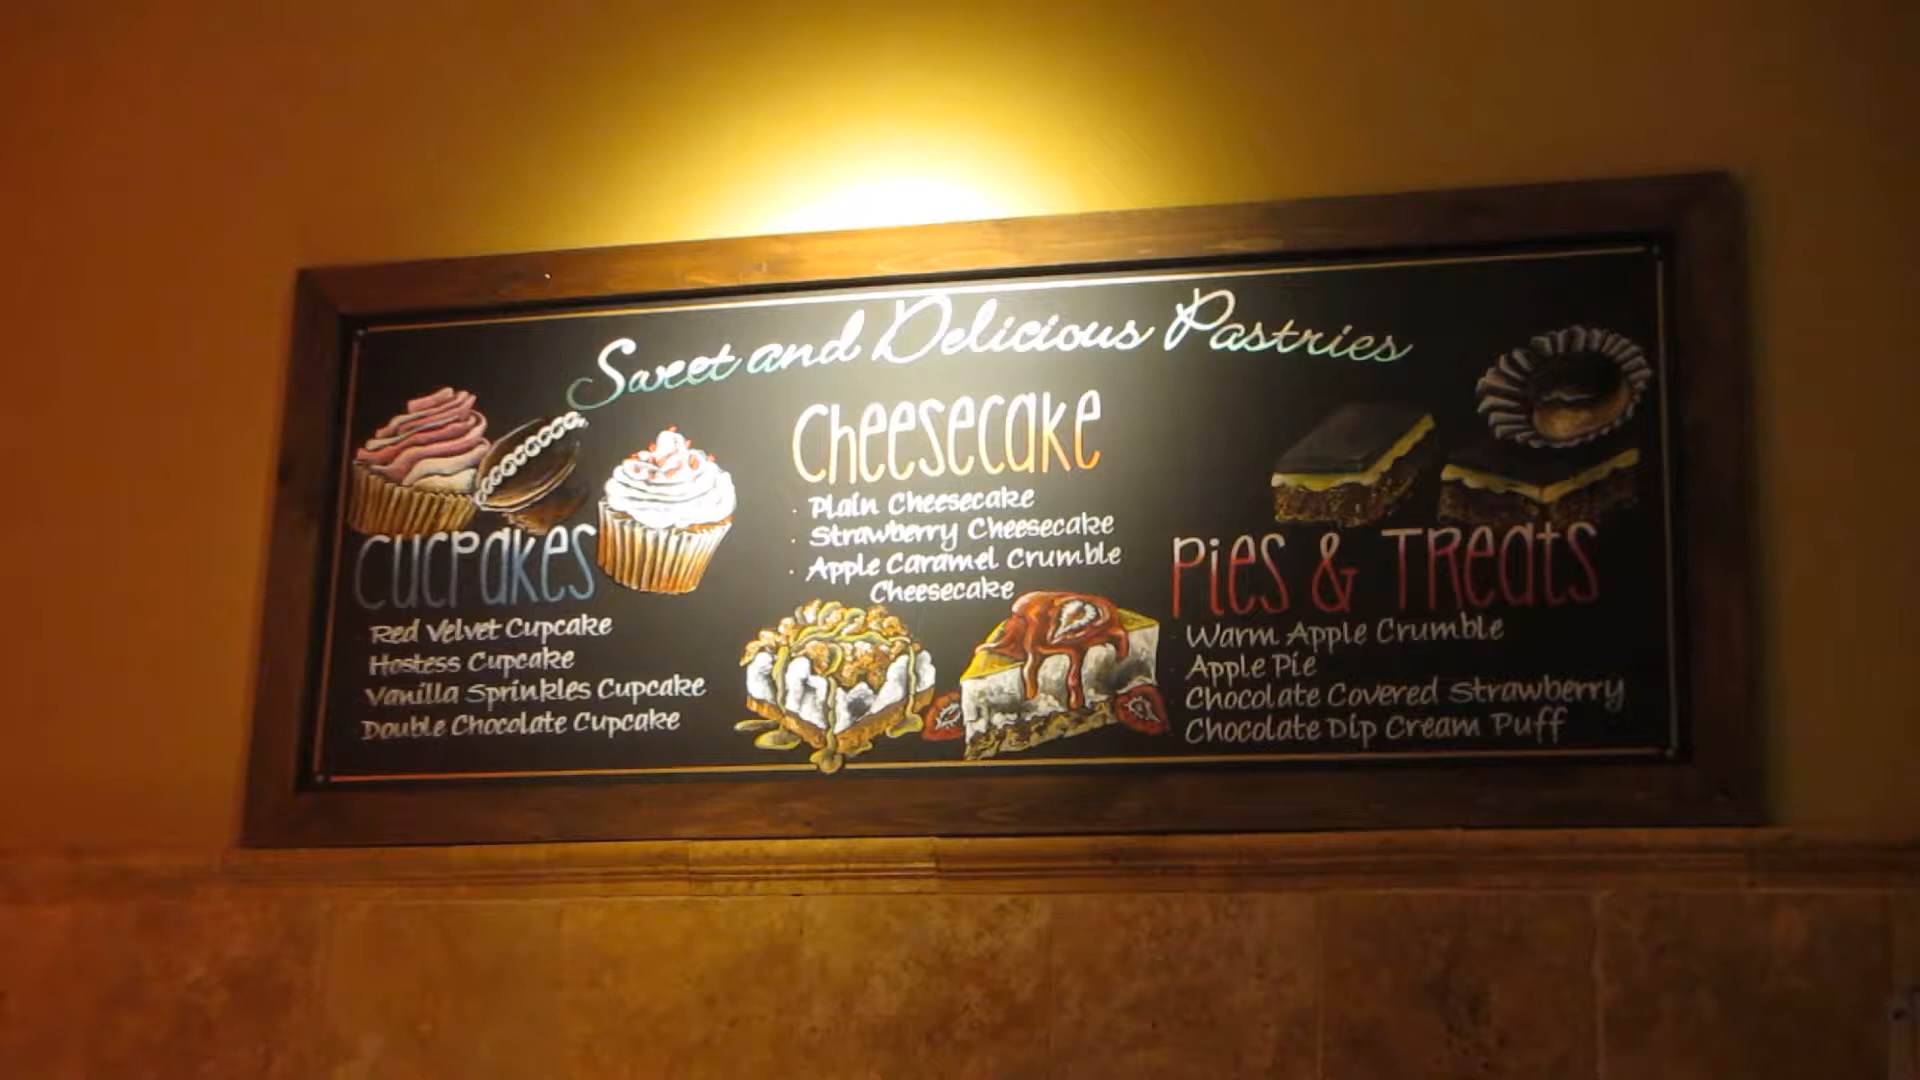 Sweet and Delicious Pastries
CUCPAKES
Red Velvet Cupcake
Hostess Cupcake
Vanilla Sprinkles Cupcake
Double Chocolate Cupcake
Cheesecake
· Plain Cheesecake
· Strawberry Cheesecake
· Apple Caramel Crumble
Cheesecake
Pies & Treats
Warm Apple Crumble
Apple Pie
Chocolate Covered Strawberry
Chocolate Dip Cream Puff